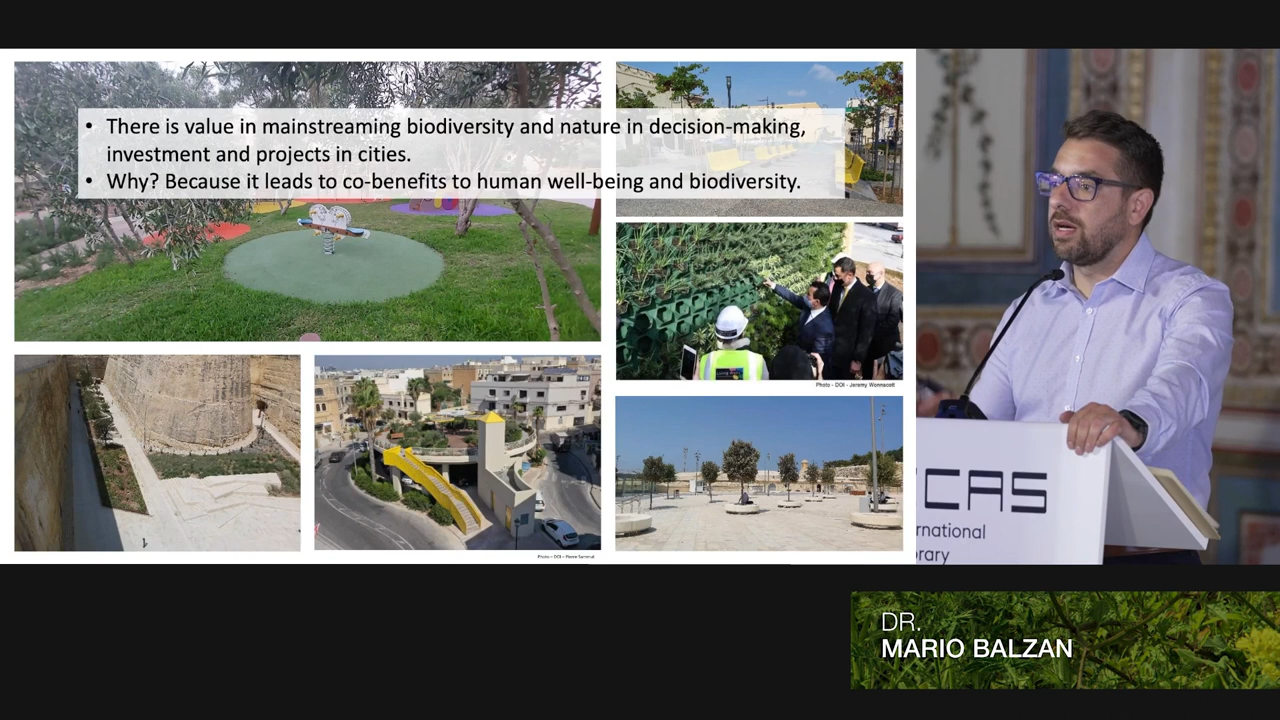 • There is value in mainstreaming biodiversity and nature in decision-making,
investment and projects in cities.
• Why? Because it leads to co-benefits to human well-being and biodiversity.
Photo - DOI - Jeremy Wonnacott
Photo - DOI - Pierre Sammut
CAS
rnational
orary
DR.
MARIO BALZAN